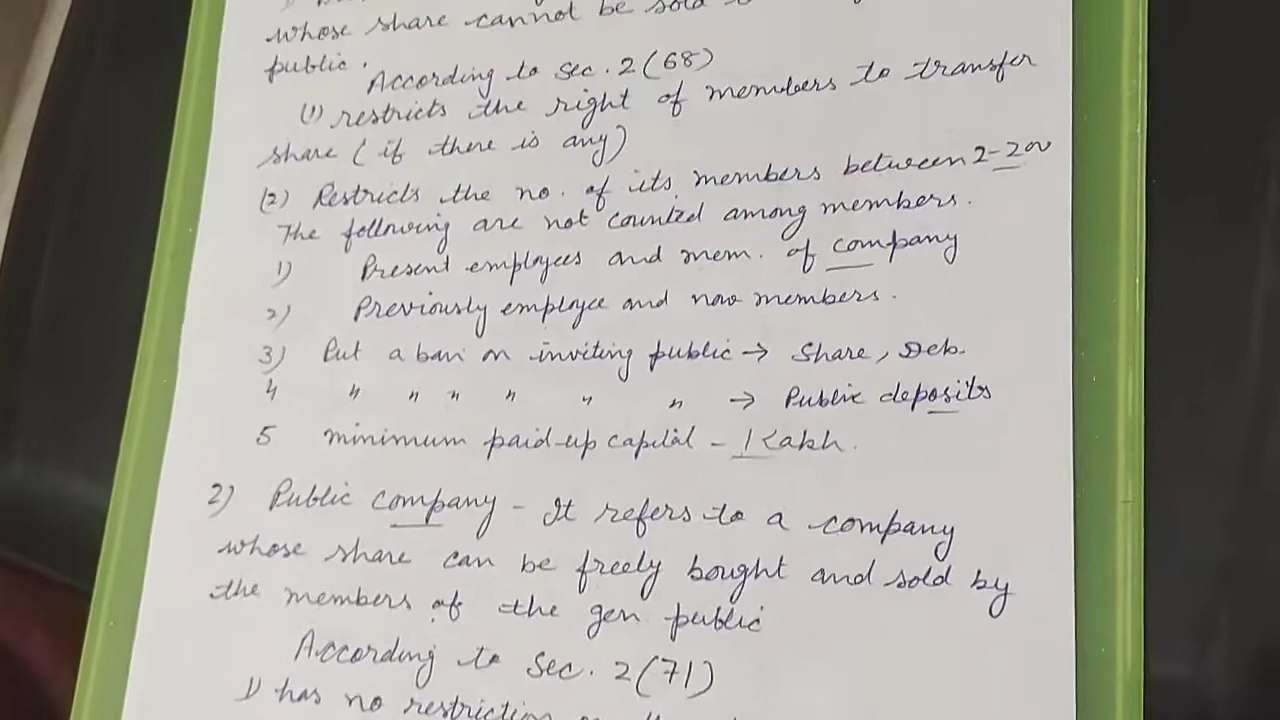 whose share cannot be sold
public.
According to sec. 2(68)
(1) restricts the right of members to transfer
share (if there is any)
(2) Restricts the no. of its members between 2-200
The following are not counted among members.
1) Present employees and mem. of company
2) Previously employee and now members.
3) Put a ban on inviting public → Share, Deb.
4 " " " " " " → Public deposits
5 minimum paid-up capital - 1 Lakh.
2) Public company - It refers to a company
whose share can be freely bought and sold by
the members of the gen public
According to sec. 2(71)
1) has no restriction